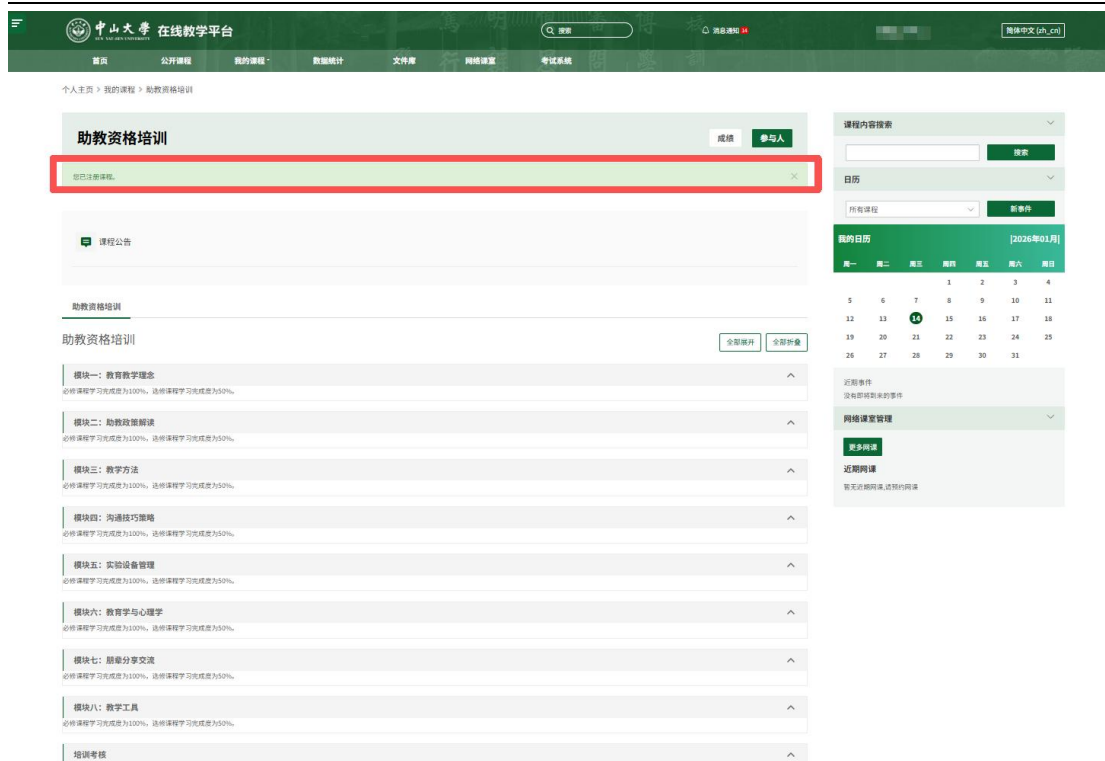 中山大學 在线教学平台
SUN YAT-SEN UNIVERSITY
搜索
消息通知 14
简体中文 (zh_cn)
首页 公开课程 我的课程 数据统计 文件库 网络课室 考试系统
个人主页 > 我的课程 > 助教资格培训
助教资格培训
成绩 参与人
您已注册课程。
课程公告
助教资格培训
助教资格培训
全部展开 全部折叠
模块一：教育教学理念
必修课程学习完成度为100%，选修课程学习完成度为50%。
模块二：助教政策解读
必修课程学习完成度为100%，选修课程学习完成度为50%。
模块三：教学方法
必修课程学习完成度为100%，选修课程学习完成度为50%。
模块四：沟通技巧策略
必修课程学习完成度为100%，选修课程学习完成度为50%。
模块五：实验设备管理
必修课程学习完成度为100%，选修课程学习完成度为50%。
模块六：教育学与心理学
必修课程学习完成度为100%，选修课程学习完成度为50%。
模块七：朋辈分享交流
必修课程学习完成度为100%，选修课程学习完成度为50%。
模块八：教学工具
必修课程学习完成度为100%，选修课程学习完成度为50%。
培训考核
课程内容搜索
搜索
日历
所有课程
新事件
我的日历 |2026年01月|
周一 周二 周三 周四 周五 周六 周日
1 2 3 4
5 6 7 8 9 10 11
12 13 14 15 16 17 18
19 20 21 22 23 24 25
26 27 28 29 30 31
近期事件
没有即将到来的事件
网络课室管理
更多网课
近期网课
暂无近期网课,请预约网课